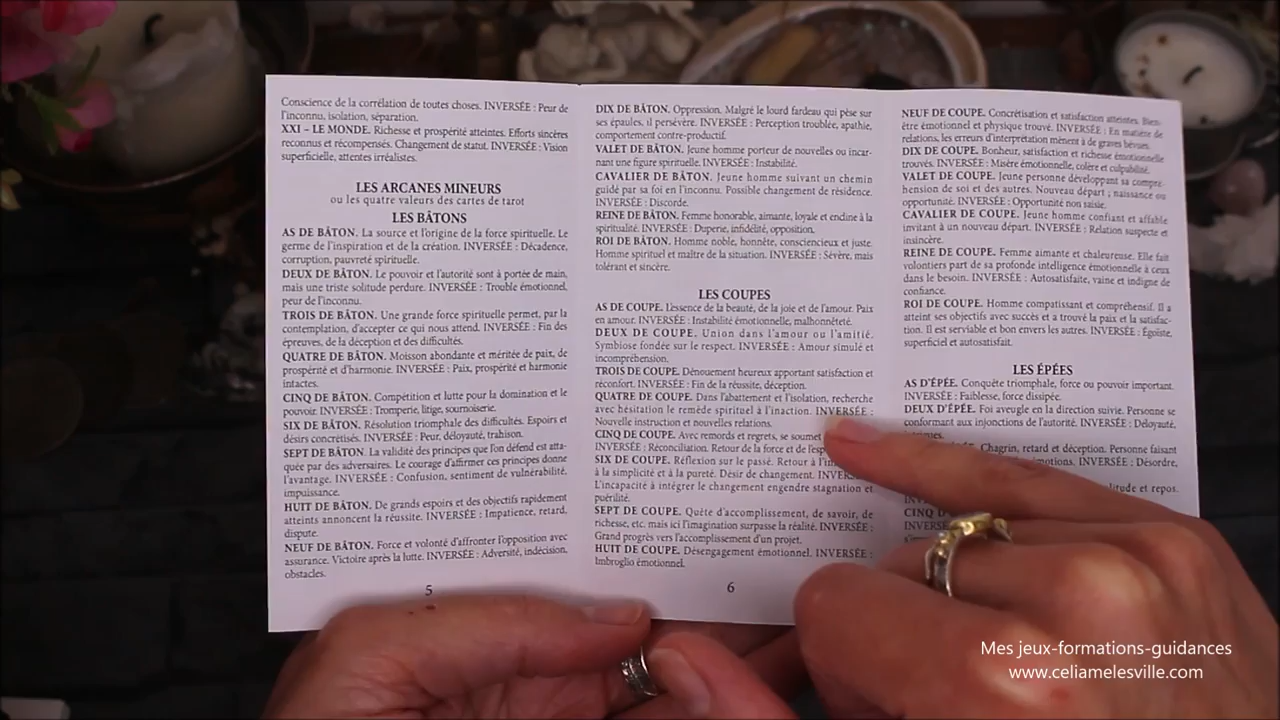 Conscience de la corrélation de toutes choses. INVERSÉE : Peur de
l'inconnu, isolation, séparation.
XXI – LE MONDE. Richesse et prospérité atteintes. Efforts sincères
reconnus et récompensés. Changement de statut. INVERSÉE : Vision
superficielle, attentes irréalistes.
LES ARCANES MINEURS
ou les quatre valeurs des cartes de tarot
LES BÂTONS
AS DE BÂTON. La source et l'origine de la force spirituelle. Le
germe de l'inspiration et de la création. INVERSÉE : Décadence,
corruption, pauvreté spirituelle.
DEUX DE BÂTON. Le pouvoir et l'autorité sont à portée de main,
mais une triste solitude perdure. INVERSÉE : Trouble émotionnel,
peur de l'inconnu.
TROIS DE BÂTON. Une grande force spirituelle permet, par la
contemplation, d'accepter ce qui nous attend. INVERSÉE : Fin des
épreuves, de la déception et des difficultés.
QUATRE DE BÂTON. Moisson abondante et méritée de paix, de
prospérité et d'harmonie. INVERSÉE : Paix, prospérité et harmonie
intactes.
CINQ DE BÂTON. Compétition et lutte pour la domination et le
pouvoir. INVERSÉE : Tromperie, litige, sournoiserie.
SIX DE BÂTON. Résolution triomphale des difficultés. Espoirs et
désirs concrétisés. INVERSÉE : Peur, déloyauté, trahison.
SEPT DE BÂTON. La validité des principes que l'on défend est atta-
quée par des adversaires. Le courage d'affirmer ces principes donne
l'avantage. INVERSÉE : Confusion, sentiment de vulnérabilité,
impuissance.
HUIT DE BÂTON. De grands espoirs et des objectifs rapidement
atteints annoncent la réussite. INVERSÉE : Impatience, retard,
dispute.
NEUF DE BÂTON. Force et volonté d'affronter l'opposition avec
assurance. Victoire après la lutte. INVERSÉE : Adversité, indécision,
obstacles.
5
DIX DE BÂTON. Oppression. Malgré le lourd fardeau qui pèse sur
ses épaules, il persévère. INVERSÉE : Perception troublée, apathie,
comportement contre-productif.
VALET DE BÂTON. Jeune homme porteur de nouvelles ou incar-
nant une figure spirituelle. INVERSÉE : Instabilité.
CAVALIER DE BÂTON. Jeune homme suivant un chemin
guidé par sa foi en l'inconnu. Possible changement de résidence.
INVERSÉE : Discorde.
REINE DE BÂTON. Femme honorable, aimante, loyale et encline à la
spiritualité. INVERSÉE : Duperie, infidélité, opposition.
ROI DE BÂTON. Homme noble, honnête, consciencieux et juste.
Homme spirituel et maître de la situation. INVERSÉE : Sévère, mais
tolérant et sincère.
LES COUPES
AS DE COUPE. L'essence de la beauté, de la joie et de l'amour. Paix
en amour. INVERSÉE : Instabilité émotionnelle, malhonnêteté.
DEUX DE COUPE. Union dans l'amour ou l'amitié.
Symbiose fondée sur le respect. INVERSÉE : Amour simulé et
incompréhension.
TROIS DE COUPE. Dénouement heureux apportant satisfaction et
réconfort. INVERSÉE : Fin de la réussite, déception.
QUATRE DE COUPE. Dans l'abattement et l'isolation, recherche
avec hésitation le remède spirituel à l'inaction. INVERSÉE :
Nouvelle instruction et nouvelles relations.
CINQ DE COUPE. Avec remords et regrets, se soumet
INVERSÉE : Réconciliation. Retour de la force et de
SIX DE COUPE. Réflexion sur le passé. Retour à
à la simplicité et à la pureté. Désir de changement.
L'incapacité à intégrer le changement engendre stagnation et
puérilité.
SEPT DE COUPE. Quête d'accomplissement, de savoir, de
richesse, etc. mais ici l'imagination surpasse la réalité. INVERSÉE :
Grand progrès vers l'accomplissement d'un projet.
HUIT DE COUPE. Désengagement émotionnel. INVERSÉE :
Imbroglio émotionnel.
6
NEUF DE COUPE. Concrétisation et satisfaction atteintes. Bien-
être émotionnel et physique trouvé. INVERSÉE : En matière de
relations, les erreurs d'interprétation mènent à de graves bévues.
DIX DE COUPE. Bonheur, satisfaction et richesse émotionnelle
trouvés. INVERSÉE : Misère émotionnelle, colère et culpabilité.
VALET DE COUPE. Jeune personne développant sa compré-
hension de soi et des autres. Nouveau départ ; naissance ou
opportunité. INVERSÉE : Opportunité non saisie.
CAVALIER DE COUPE. Jeune homme confiant et affable
invitant à un nouveau départ. INVERSÉE : Relation suspecte et
insincère.
REINE DE COUPE. Femme aimante et chaleureuse. Elle fait
volontiers part de sa profonde intelligence émotionnelle à ceux
dans le besoin. INVERSÉE : Autosatisfaite, vaine et indigne de
confiance.
ROI DE COUPE. Homme compatissant et compréhensif. Il a
atteint ses objectifs avec succès et a trouvé la paix et la satisfac-
tion. Il est serviable et bon envers les autres. INVERSÉE : Égoïste,
superficiel et autosatisfait.
LES ÉPÉES
AS D'ÉPÉE. Conquête triomphale, force ou pouvoir important.
INVERSÉE : Faiblesse, force dissipée.
DEUX D'ÉPÉE. Foi aveugle en la direction suivie. Personne se
conformant aux injonctions de l'autorité. INVERSÉE : Déloyauté,
Chagrin, retard et déception. Personne faisant
INVERSÉE : Désordre,
et repos.
CINQ
Mes jeux-formations-guidances
www.celiamelesville.com